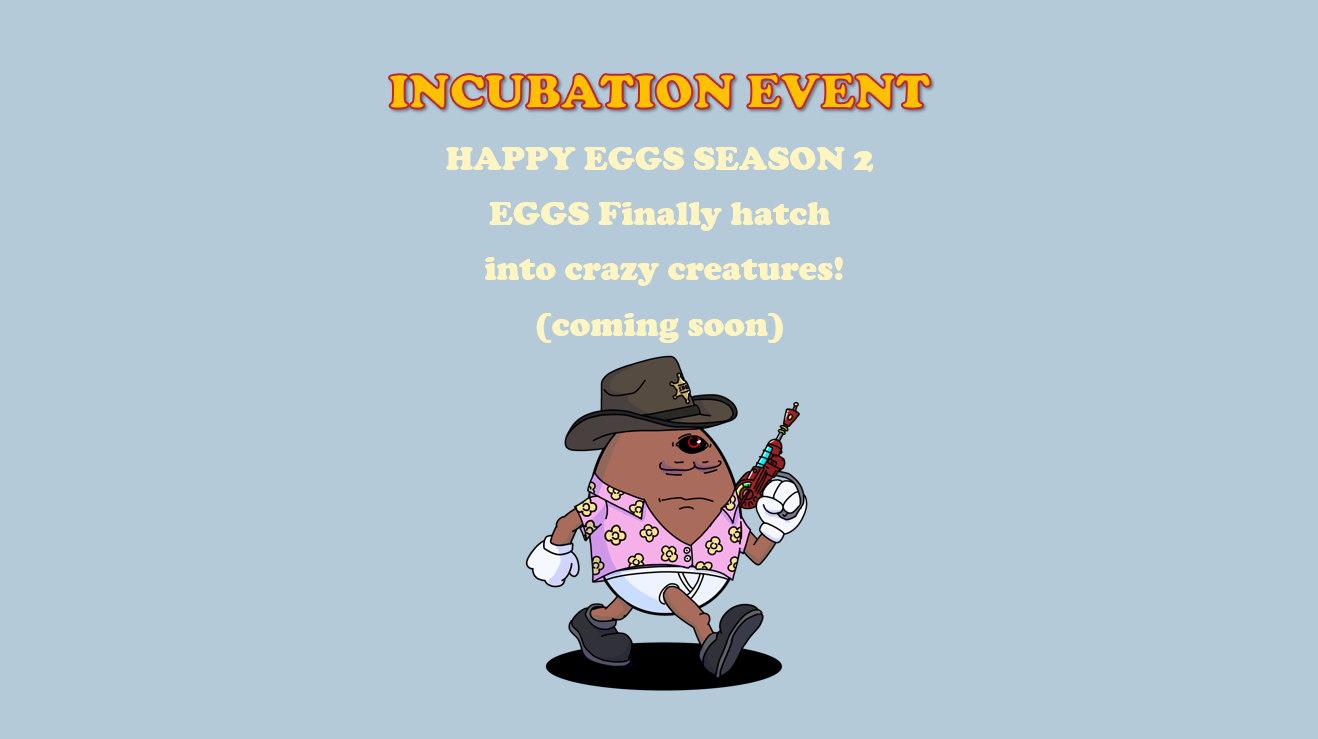 INCUBATION EVENT
HAPPY EGGS SEASON 2
EGGS Finally hatch
into crazy creatures!
(coming soon)